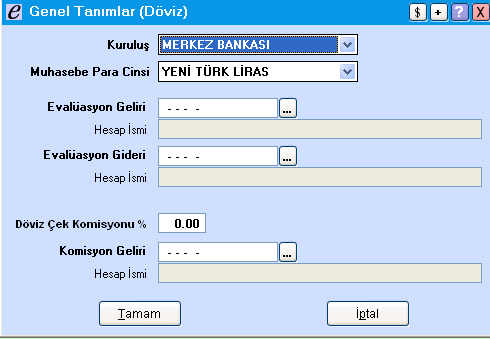 e Genel Tanımlar (Döviz) $ + ? X
Kuruluş MERKEZ BANKASI
Muhasebe Para Cinsi YENİ TÜRK LİRAS
Evalüasyon Geliri - - - - ...
Hesap İsmi
Evalüasyon Gideri - - - - ...
Hesap İsmi
Döviz Çek Komisyonu % 0.00
Komisyon Geliri - - - - ...
Hesap İsmi
Tamam İptal